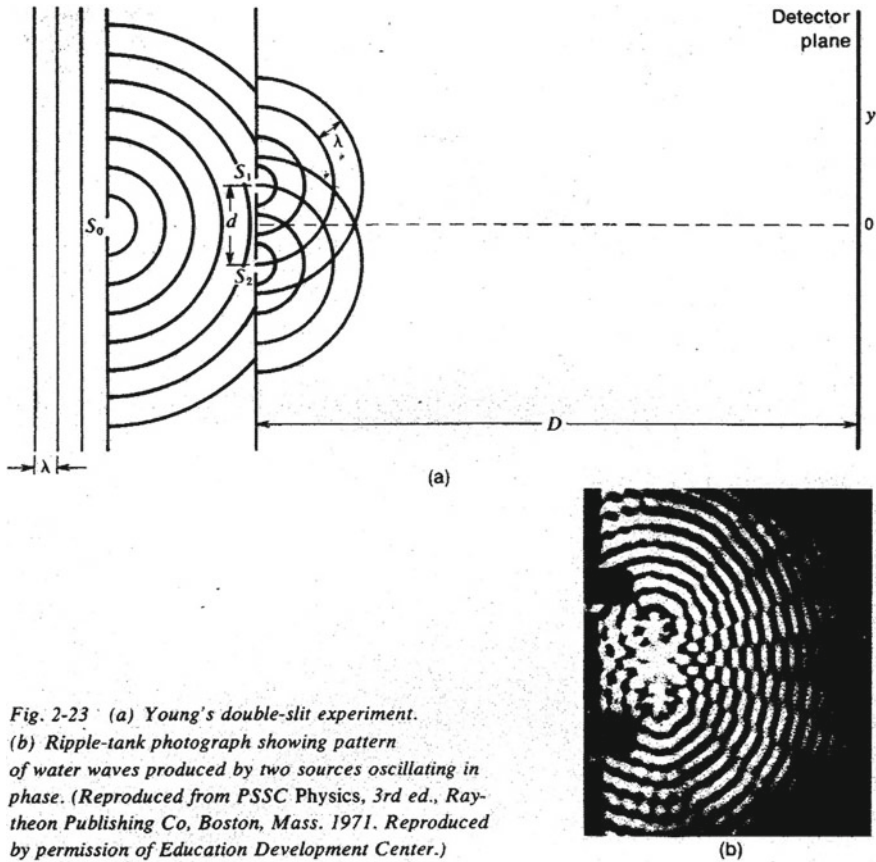 Detector
plane
y
λ
S₁
S₀
d
0
S₂
D
λ
(a)
Fig. 2-23 (a) Young's double-slit experiment.
(b) Ripple-tank photograph showing pattern
of water waves produced by two sources oscillating in
phase. (Reproduced from PSSC Physics, 3rd ed., Ray-
theon Publishing Co, Boston, Mass. 1971. Reproduced
by permission of Education Development Center.)
(b)